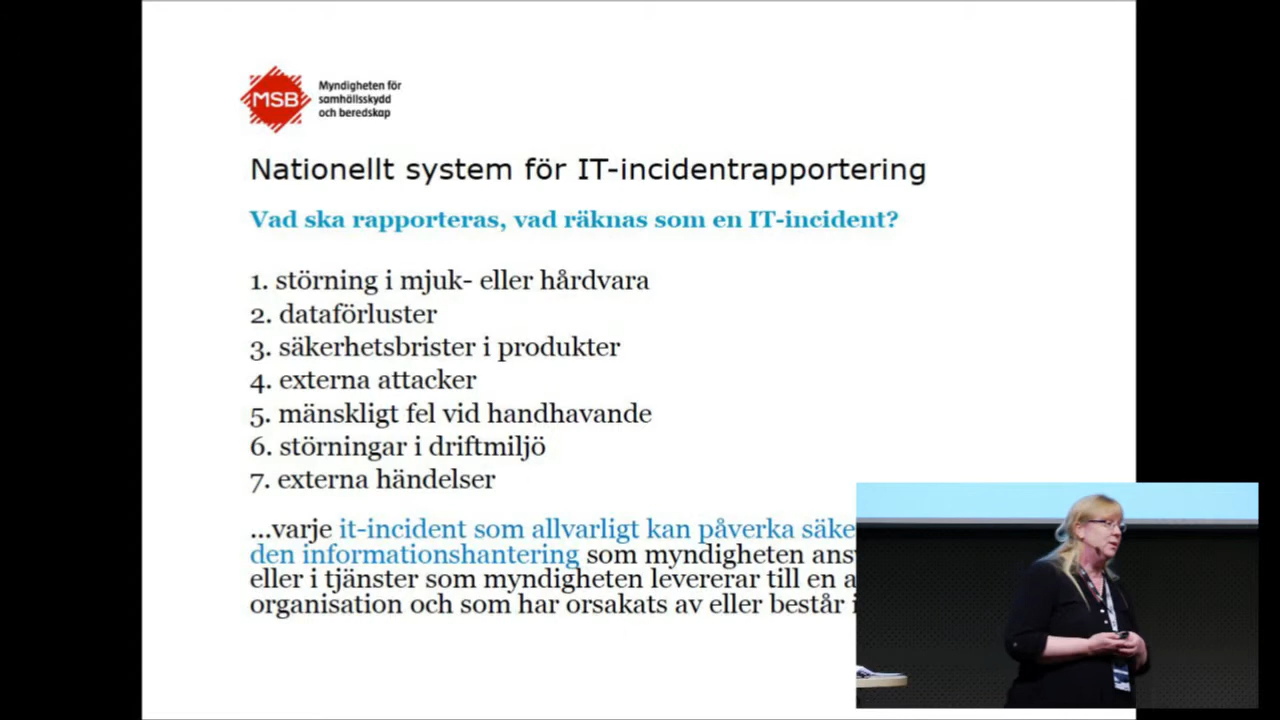 MSB
Myndigheten för
samhällsskydd
och beredskap
Nationellt system för IT-incidentrapportering
Vad ska rapporteras, vad räknas som en IT-incident?
1. störning i mjuk- eller hårdvara
2. dataförluster
3. säkerhetsbrister i produkter
4. externa attacker
5. mänskligt fel vid handhavande
6. störningar i driftmiljö
7. externa händelser
...varje it-incident som allvarligt kan påverka säke
den informationshantering som myndigheten ans
eller i tjänster som myndigheten levererar till en a
organisation och som har orsakats av eller består i